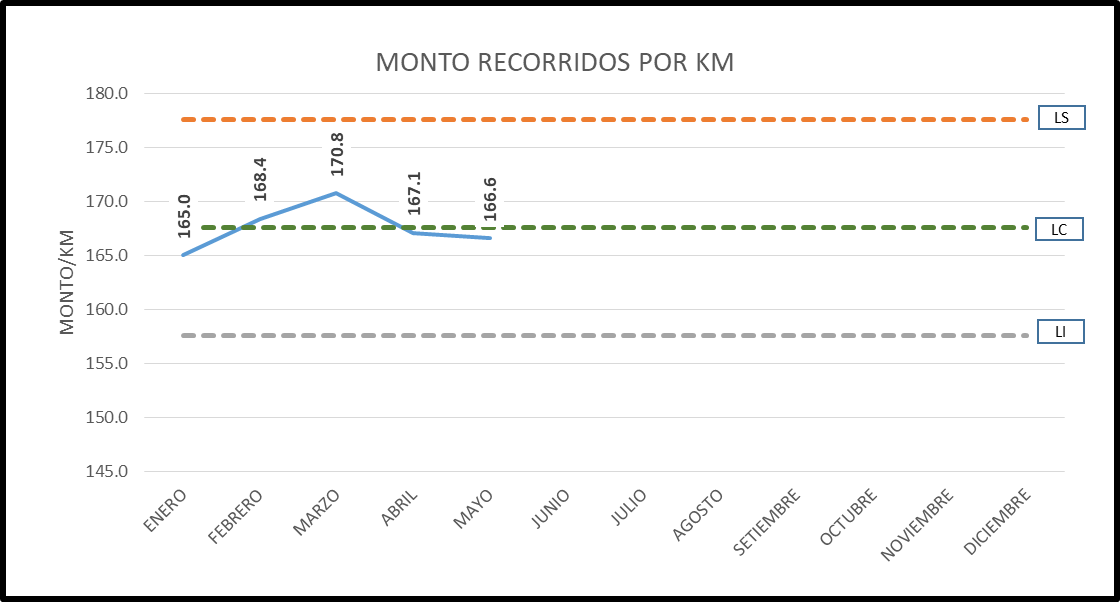 MONTO RECORRIDOS POR KM
MONTO/KM
180.0
175.0
170.0
165.0
160.0
155.0
150.0
145.0
165.0
168.4
170.8
167.1
166.6
LS
LC
LI
ENERO
FEBRERO
MARZO
ABRIL
MAYO
JUNIO
JULIO
AGOSTO
SETIEMBRE
OCTUBRE
NOVIEMBRE
DICIEMBRE